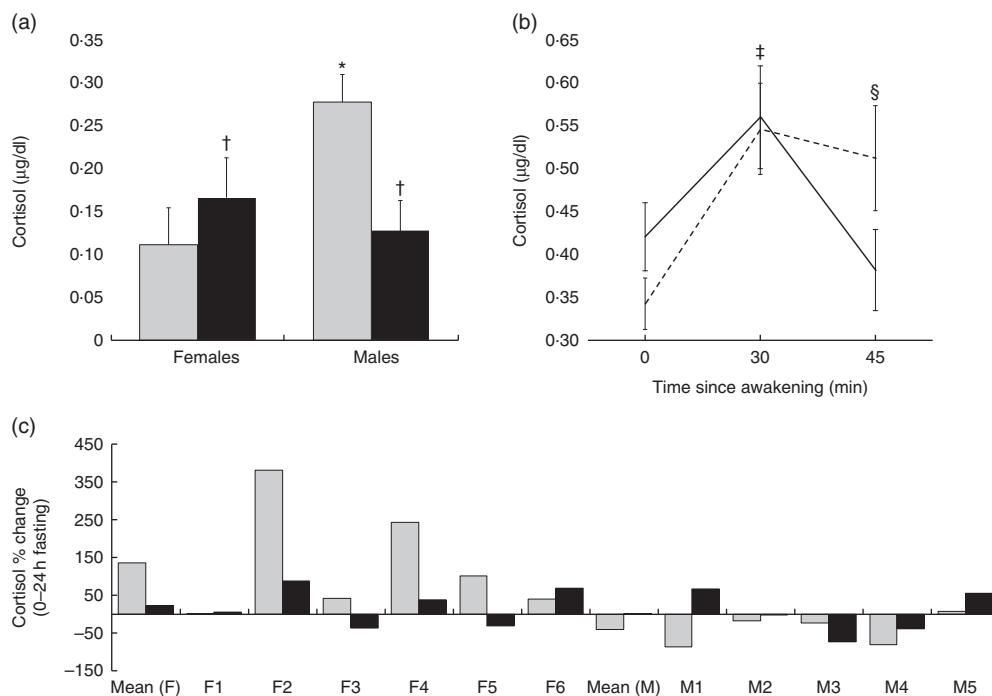 (a)
0·35
0·30
0·25
0·20
0·15
0·10
0·05
0
Cortisol (µg/dl)
†
*
†
Females Males
(b)
0·65
0·60
0·55
0·50
0·45
0·40
0·35
0·30
Cortisol (µg/dl)
‡
§
0 30 45
Time since awakening (min)
(c)
450
350
250
150
50
–50
–150
Cortisol % change
(0–24 h fasting)
Mean (F) F1 F2 F3 F4 F5 F6 Mean (M) M1 M2 M3 M4 M5